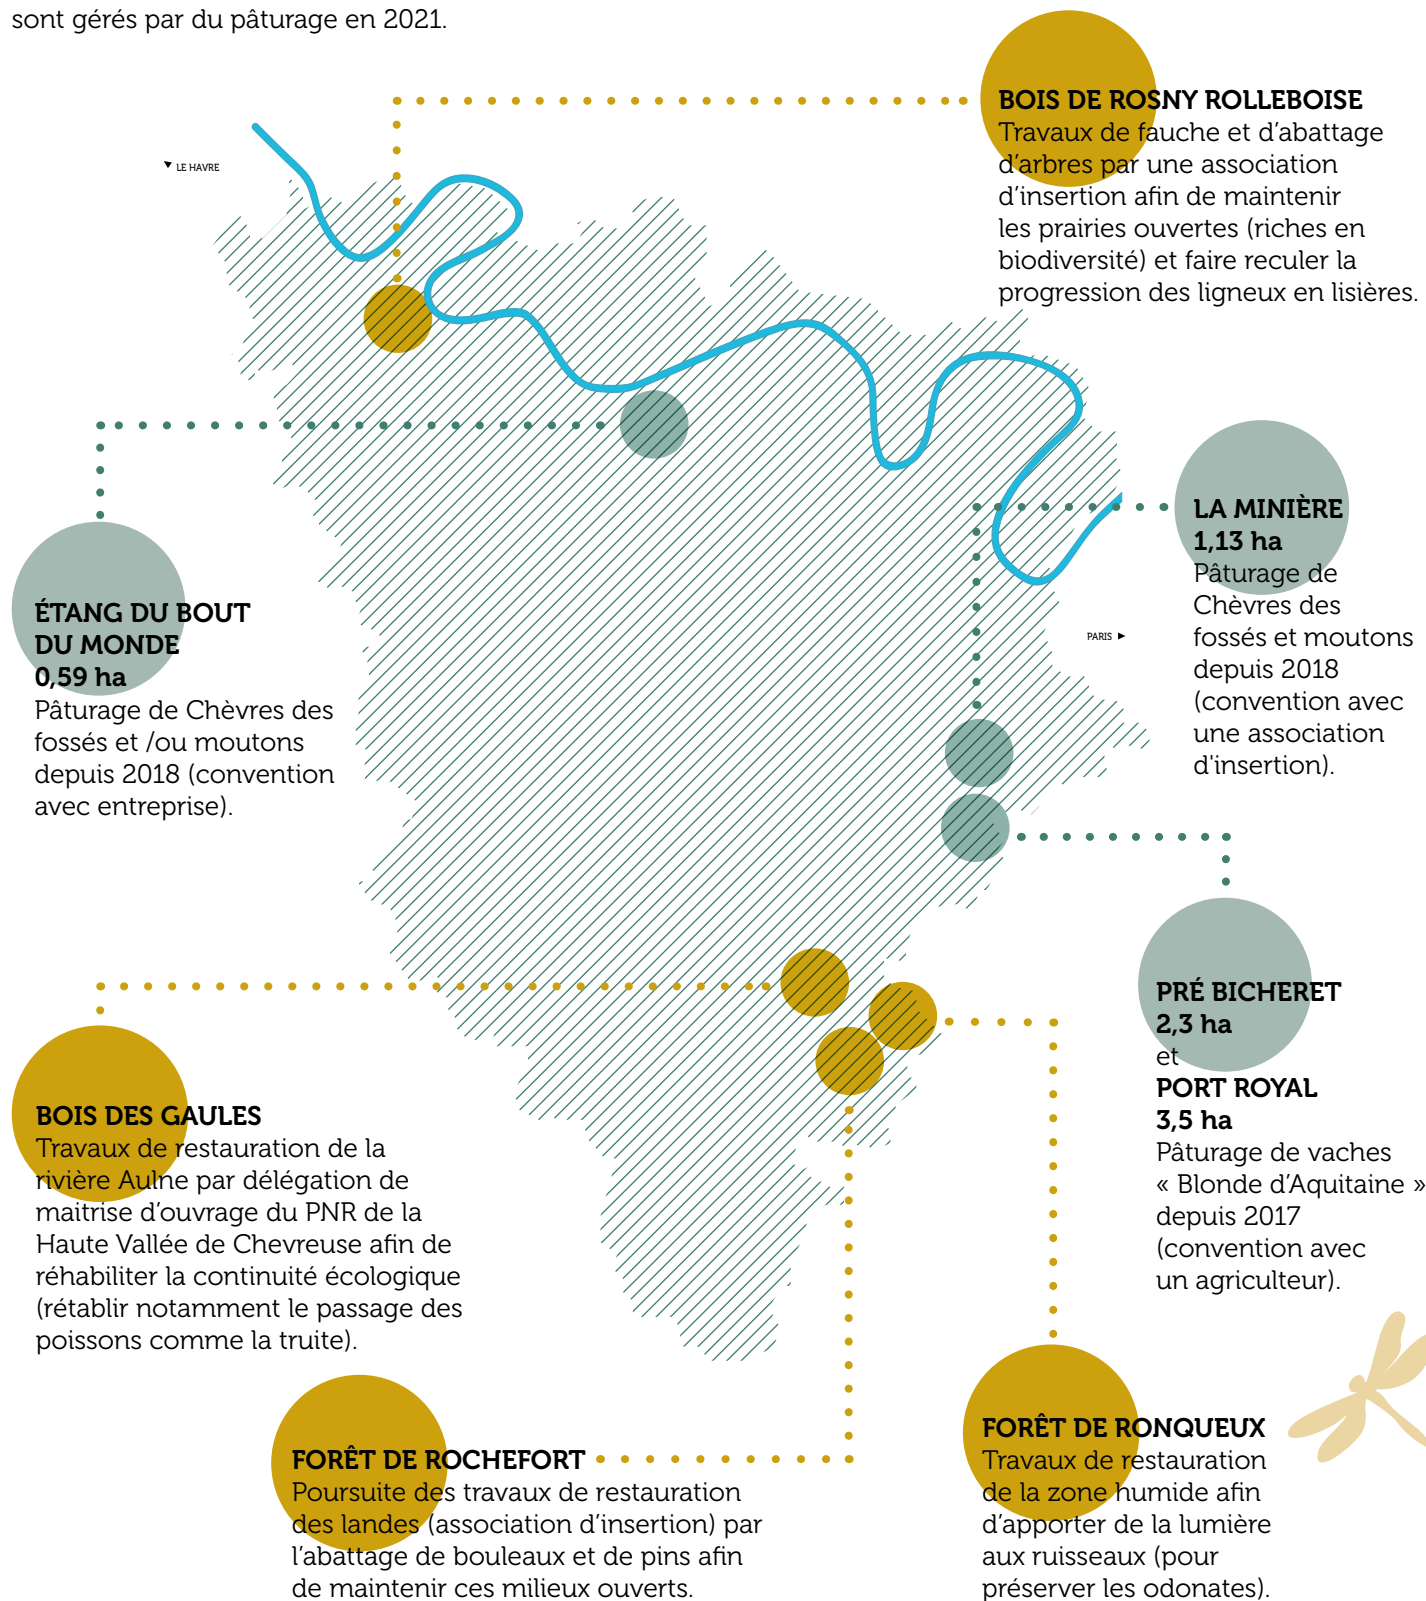 sont gérés par du pâturage en 2021.
BOIS DE ROSNY ROLLEBOISE
Travaux de fauche et d'abattage
d'arbres par une association
d'insertion afin de maintenir
les prairies ouvertes (riches en
biodiversité) et faire reculer la
progression des ligneux en lisières.
LE HAVRE
LA MINIÈRE
1,13 ha
Pâturage de
Chèvres des
fossés et moutons
depuis 2018
(convention avec
une association
d'insertion).
PARIS
ÉTANG DU BOUT
DU MONDE
0,59 ha
Pâturage de Chèvres des
fossés et /ou moutons
depuis 2018 (convention
avec entreprise).
PRÉ BICHERET
2,3 ha
et
PORT ROYAL
3,5 ha
Pâturage de vaches
« Blonde d'Aquitaine »
depuis 2017
(convention avec
un agriculteur).
BOIS DES GAULES
Travaux de restauration de la
rivière Aulne par délégation de
maitrise d'ouvrage du PNR de la
Haute Vallée de Chevreuse afin de
réhabiliter la continuité écologique
(rétablir notamment le passage des
poissons comme la truite).
FORÊT DE ROCHEFORT
Poursuite des travaux de restauration
des landes (association d'insertion) par
l'abattage de bouleaux et de pins afin
de maintenir ces milieux ouverts.
FORÊT DE RONQUEUX
Travaux de restauration
de la zone humide afin
d'apporter de la lumière
aux ruisseaux (pour
préserver les odonates).